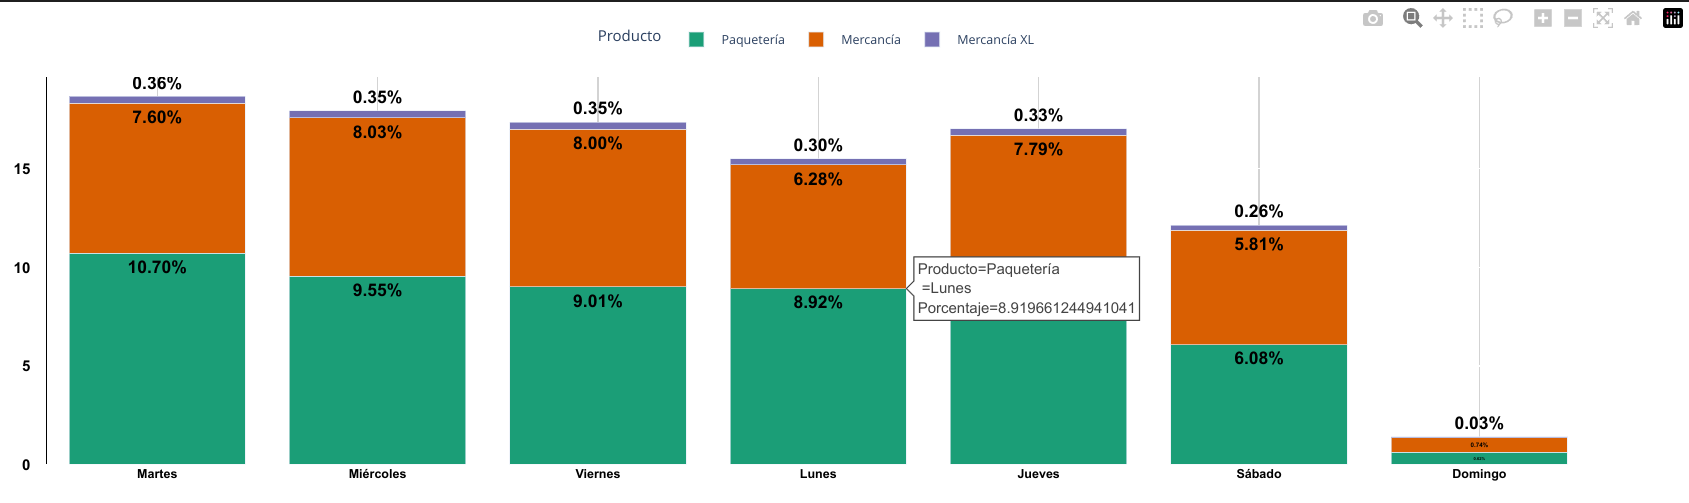 Producto Paquetería Mercancía Mercancía XL
0.36% 0.35% 0.35% 0.30% 0.33% 0.26% 0.03%
7.60% 8.03% 8.00% 6.28% 7.79% 5.81% 0.74%
10.70% 9.55% 9.01% 8.92% 6.08%
Producto=Paquetería
=Lunes
Porcentaje=8.919661244941041
15
10
5
0
Martes Miércoles Viernes Lunes Jueves Sábado Domingo